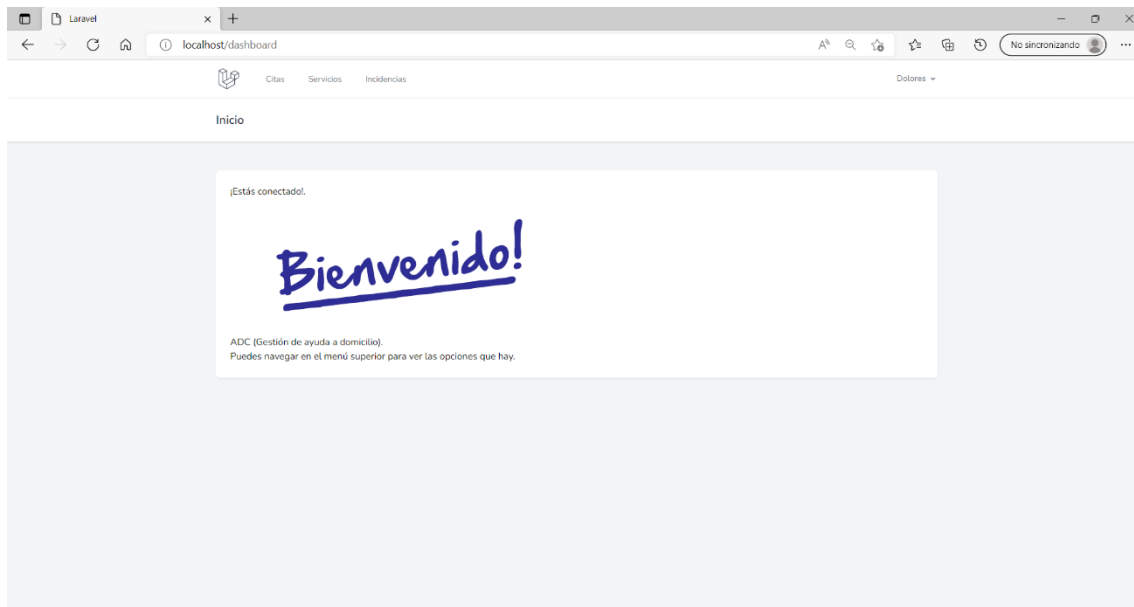 Laravel
localhost/dashboard
No sincronizando
Citas Servicios Incidencias Dolores
Inicio
¡Estás conectado!.
Bienvenido!
ADC (Gestión de ayuda a domicilio).
Puedes navegar en el menú superior para ver las opciones que hay.